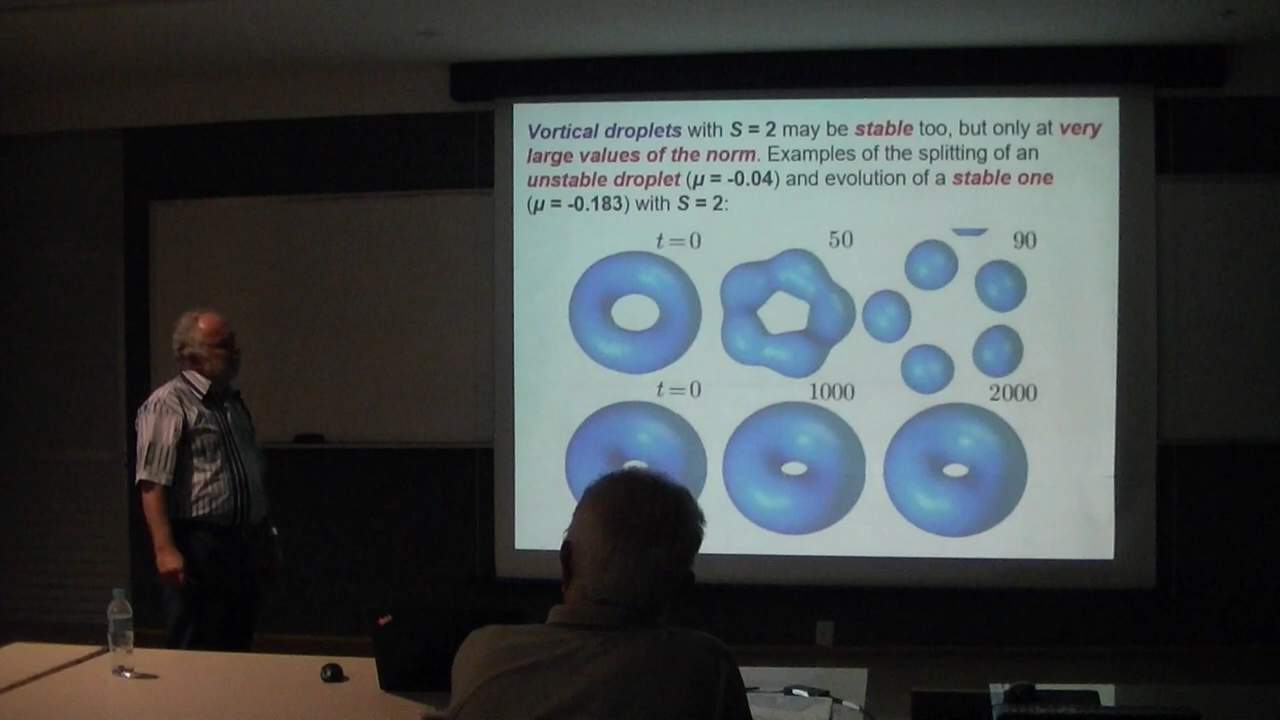 Vortical droplets with S = 2 may be stable too, but only at very
large values of the norm. Examples of the splitting of an
unstable droplet (μ = -0.04) and evolution of a stable one
(μ = -0.183) with S = 2:
t=0 50 90
t=0 1000 2000